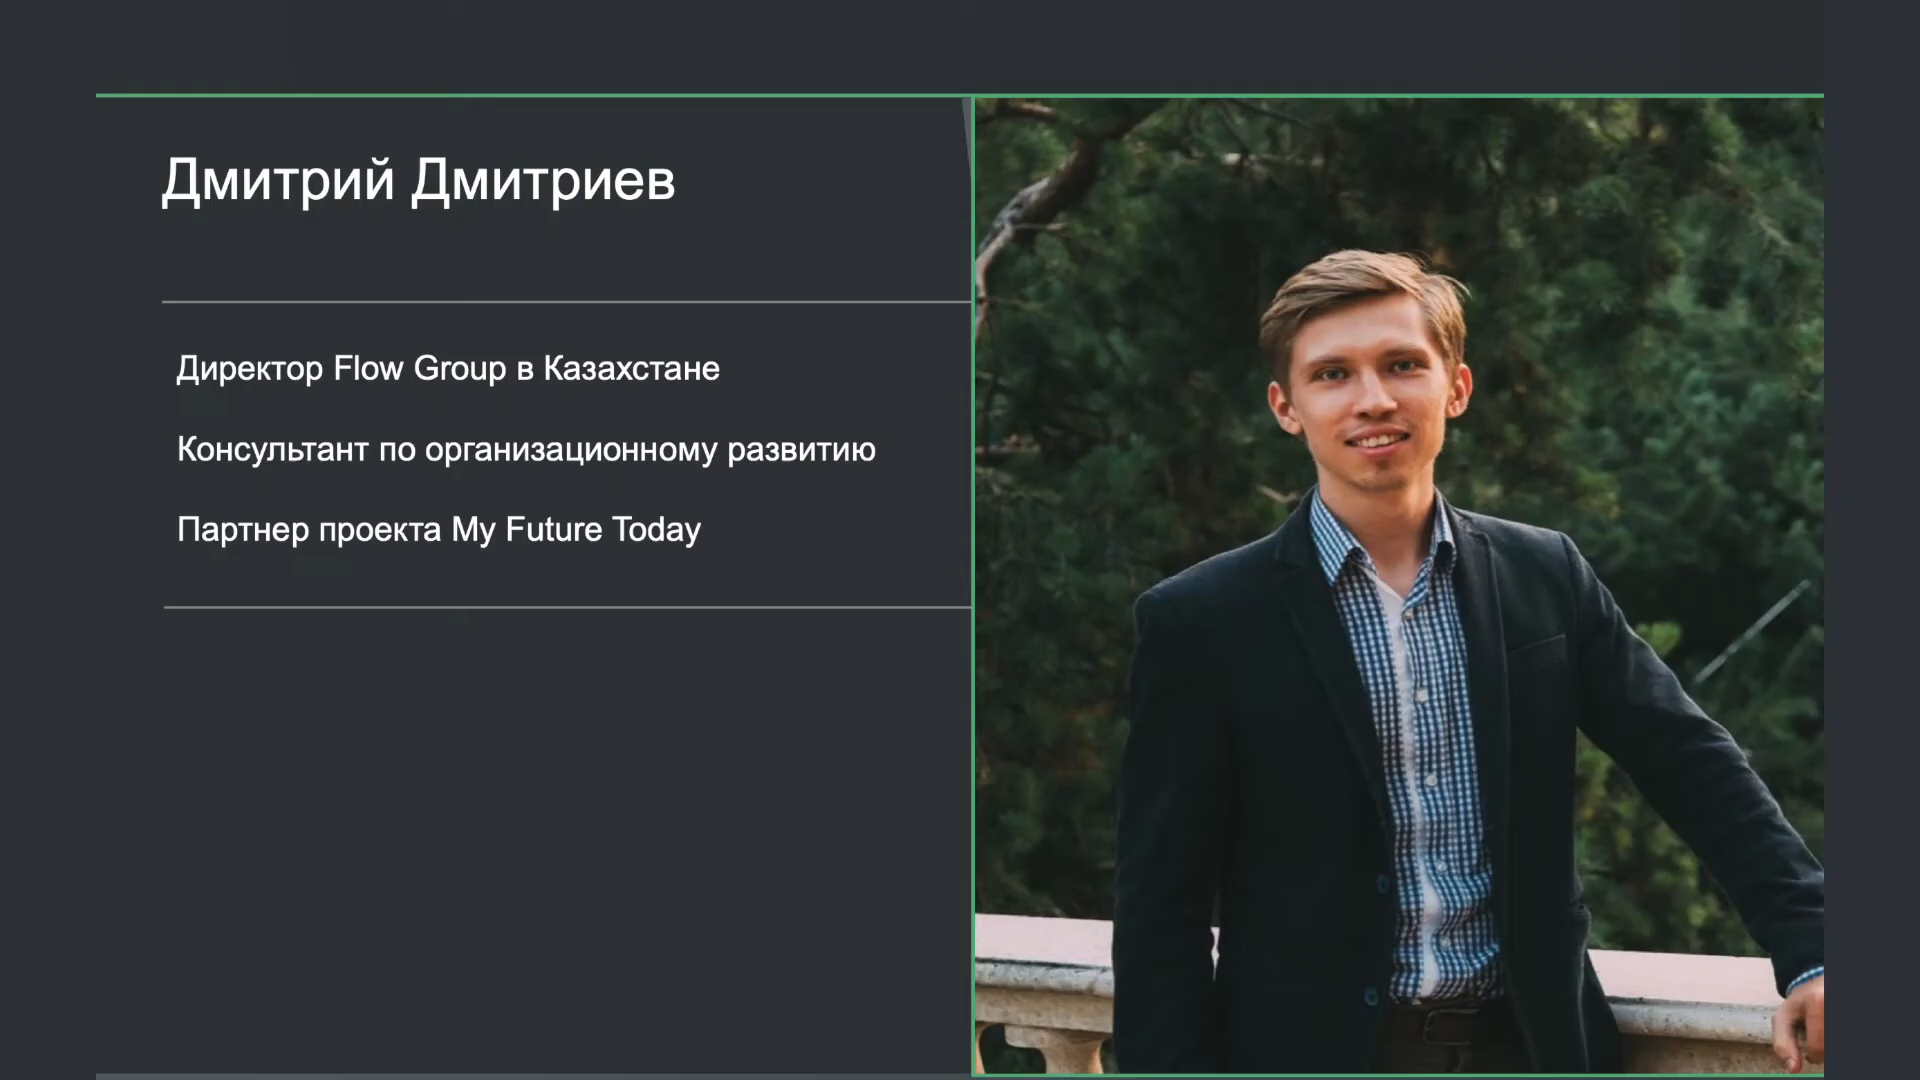 Дмитрий Дмитриев
Директор Flow Group в Казахстане
Консультант по организационному развитию
Партнер проекта My Future Today